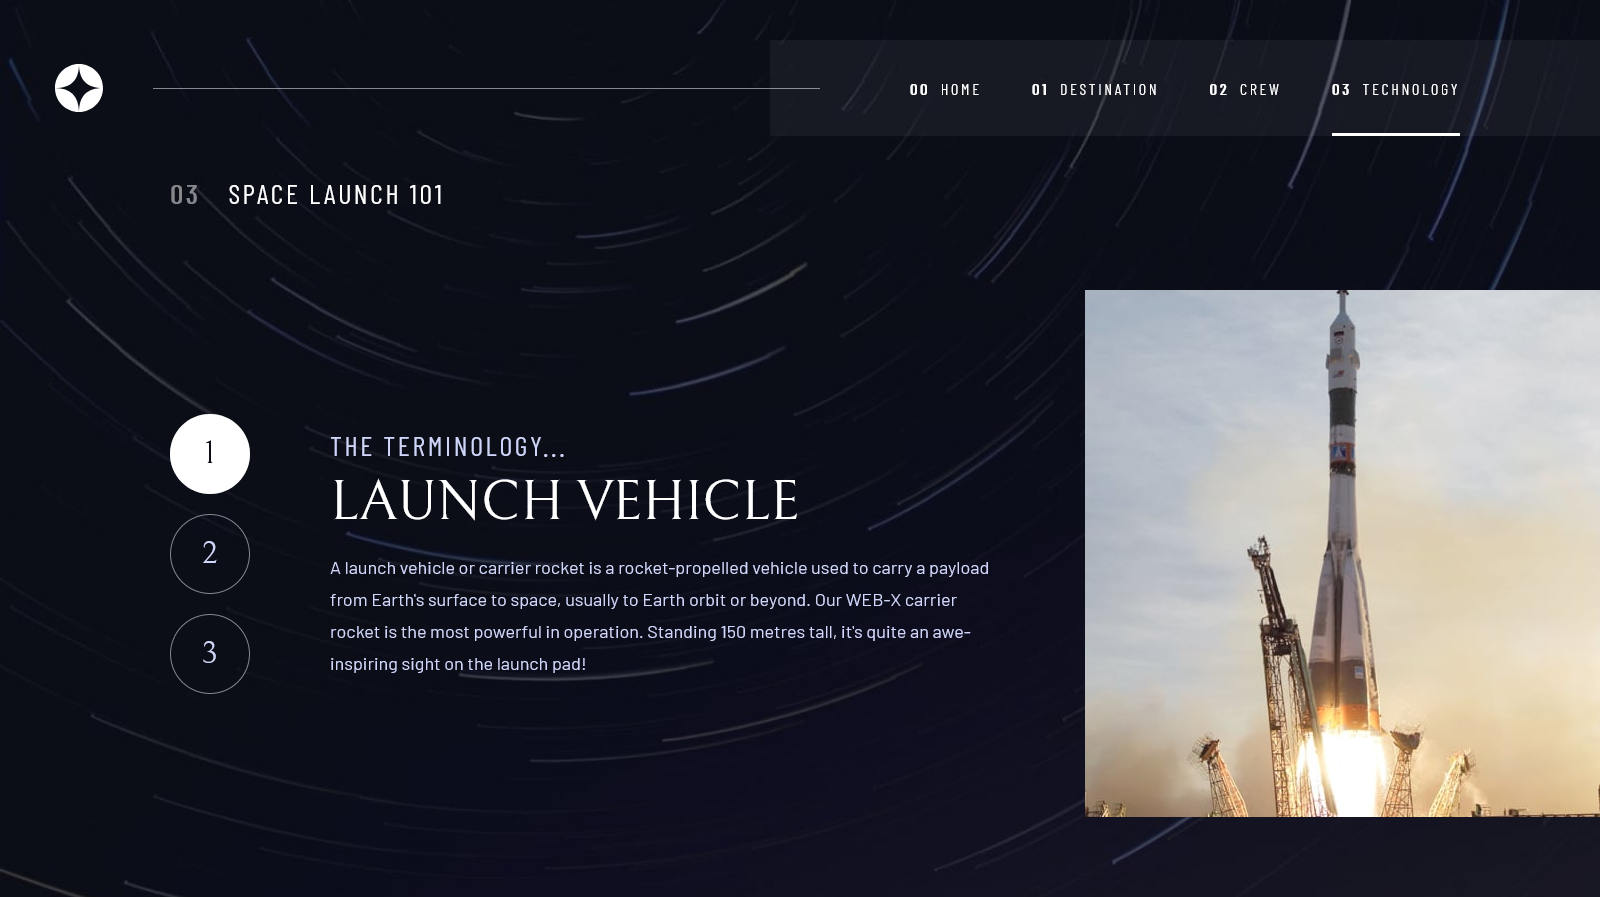 00 HOME 01 DESTINATION 02 CREW 03 TECHNOLOGY
03 SPACE LAUNCH 101
1
2
3
THE TERMINOLOGY...
LAUNCH VEHICLE
A launch vehicle or carrier rocket is a rocket-propelled vehicle used to carry a payload
from Earth's surface to space, usually to Earth orbit or beyond. Our WEB-X carrier
rocket is the most powerful in operation. Standing 150 metres tall, it's quite an awe-
inspiring sight on the launch pad!